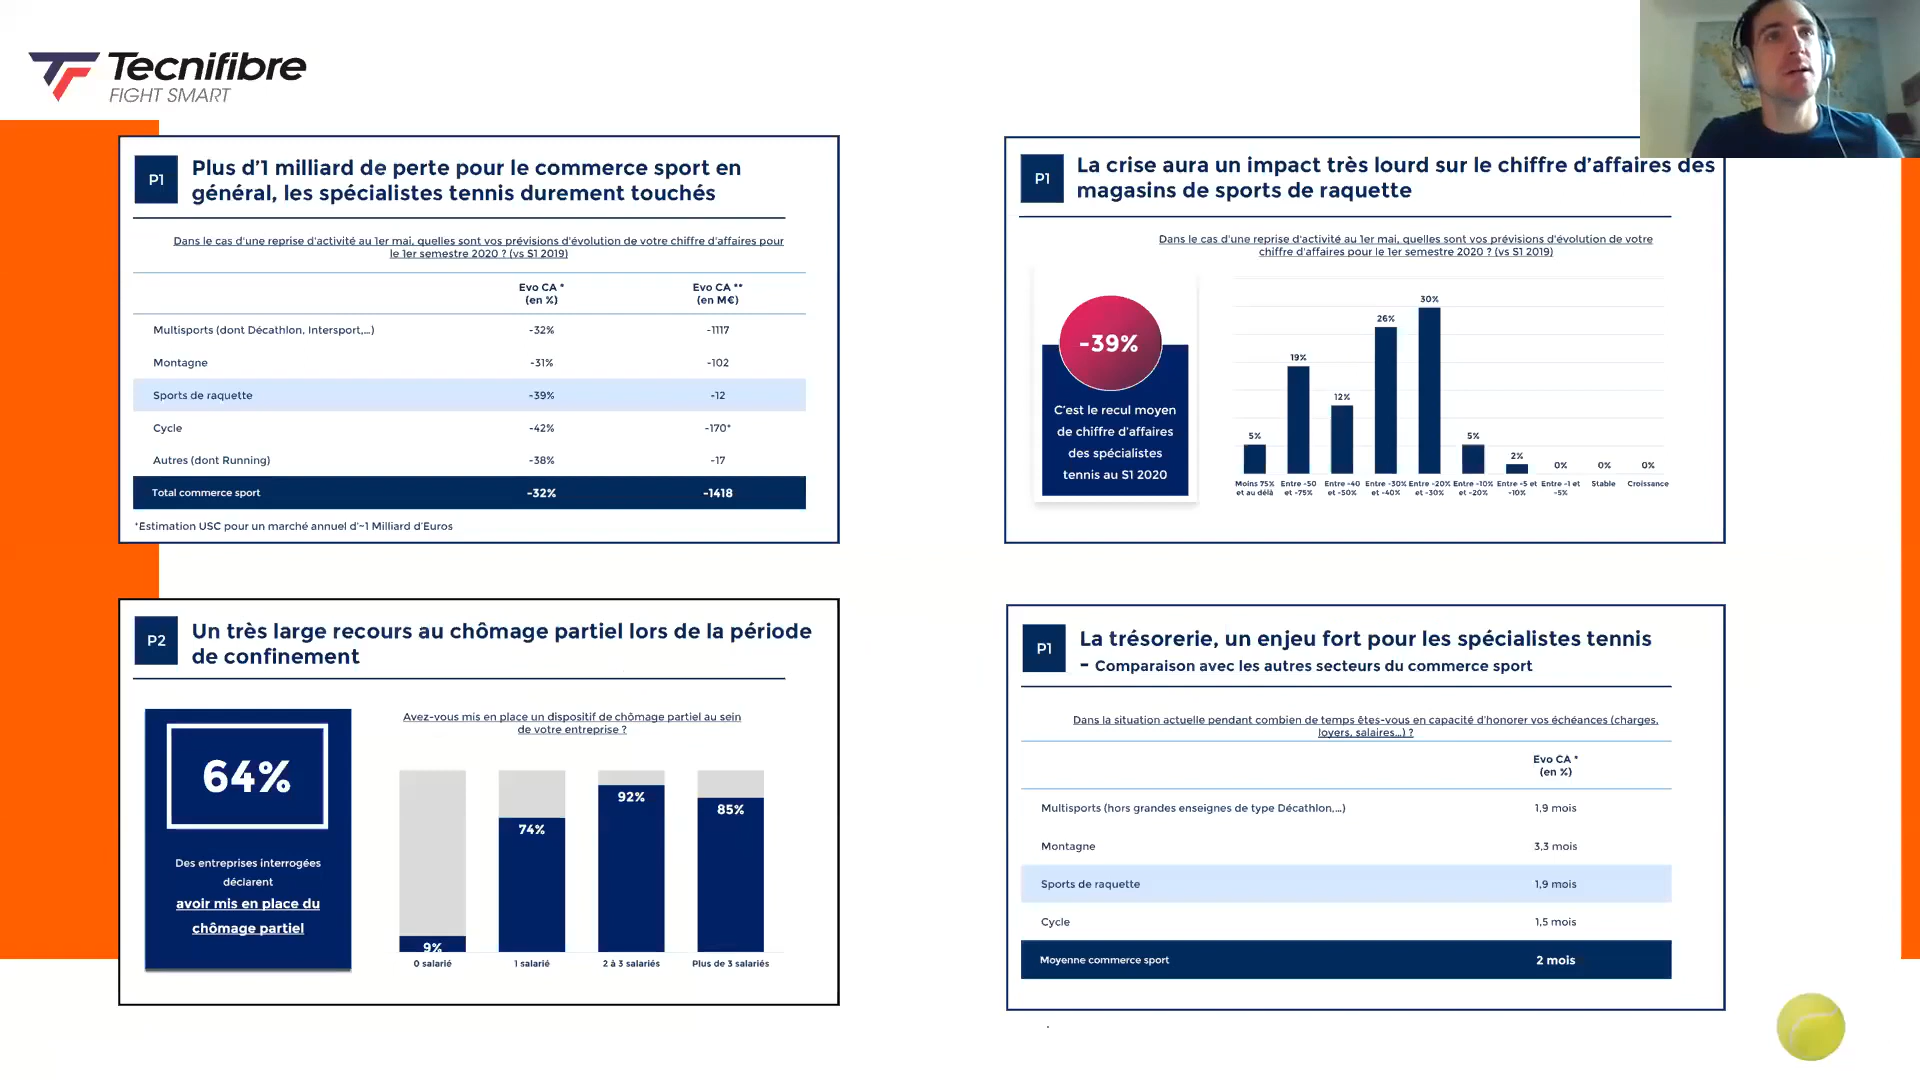 Tecnifibre
FIGHT SMART
P1
Plus d'1 milliard de perte pour le commerce sport en
général, les spécialistes tennis durement touchés
Dans le cas d'une reprise d'activité au 1er mai, quelles sont vos prévisions d'évolution de votre chiffre d'affaires pour
le 1er semestre 2020 ? (vs S1 2019)
Evo CA * Evo CA **
(en %) (en M€)
Multisports (dont Décathlon, Intersport,...) -32% -1117
Montagne -31% -102
Sports de raquette -39% -12
Cycle -42% -170*
Autres (dont Running) -38% -17
Total commerce sport -32% -1418
*Estimation USC pour un marché annuel d'~1 Milliard d'Euros
P1
La crise aura un impact très lourd sur le chiffre d'affaires des
magasins de sports de raquette
Dans le cas d'une reprise d'activité au 1er mai, quelles sont vos prévisions d'évolution de votre
chiffre d'affaires pour le 1er semestre 2020 ? (vs S1 2019)
-39%
C'est le recul moyen
de chiffre d'affaires
des spécialistes
tennis au S1 2020
5% 19% 12% 26% 30% 5% 2% 0% 0% 0%
Moins 75% Entre -50 Entre -40 Entre -30% Entre -20% Entre -10% Entre -5 et Entre -1 et Stable Croissance
et au délà et -75% et -50% et -40% et -30% et -20% -10% -5%
P2
Un très large recours au chômage partiel lors de la période
de confinement
64%
Des entreprises interrogées
déclarent
avoir mis en place du
chômage partiel
Avez-vous mis en place un dispositif de chômage partiel au sein
de votre entreprise ?
9% 74% 92% 85%
0 salarié 1 salarié 2 à 3 salariés Plus de 3 salariés
P1
La trésorerie, un enjeu fort pour les spécialistes tennis
- Comparaison avec les autres secteurs du commerce sport
Dans la situation actuelle pendant combien de temps êtes-vous en capacité d'honorer vos échéances (charges,
loyers, salaires...) ?
Evo CA *
(en %)
Multisports (hors grandes enseignes de type Décathlon,...) 1,9 mois
Montagne 3,3 mois
Sports de raquette 1,9 mois
Cycle 1,5 mois
Moyenne commerce sport 2 mois